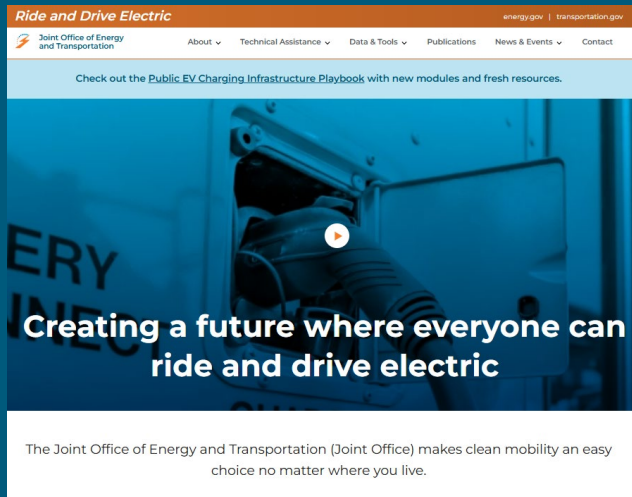 Ride and Drive Electric
energy.gov | transportation.gov
Joint Office of Energy
and Transportation
About
Technical Assistance
Data & Tools
Publications
News & Events
Contact
Check out the Public EV Charging Infrastructure Playbook with new modules and fresh resources.
ERY
NNECT
Creating a future where everyone can
ride and drive electric
The Joint Office of Energy and Transportation (Joint Office) makes clean mobility an easy
choice no matter where you live.